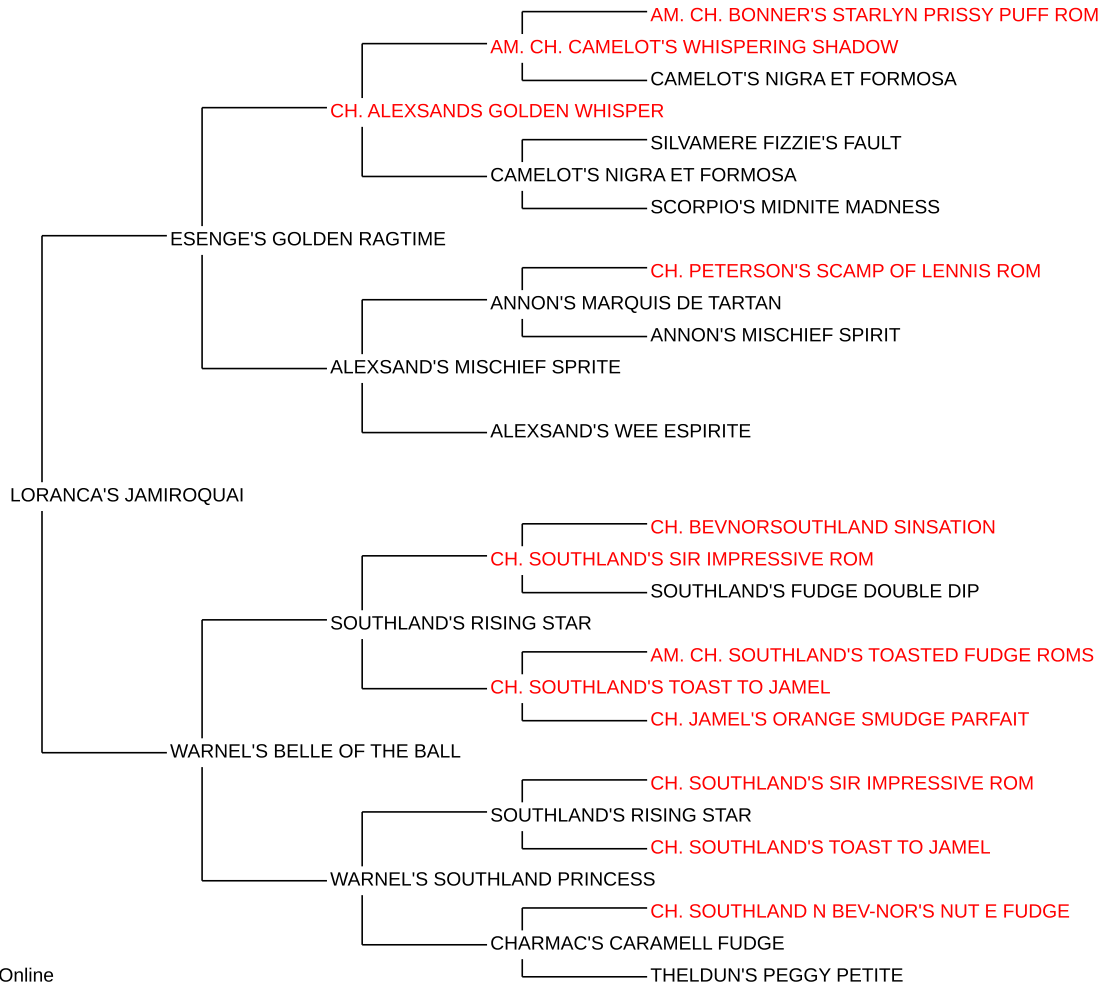 AM. CH. BONNER'S STARLYN PRISSY PUFF ROM
AM. CH. CAMELOT'S WHISPERING SHADOW
CAMELOT'S NIGRA ET FORMOSA
CH. ALEXSANDS GOLDEN WHISPER
SILVAMERE FIZZIE'S FAULT
CAMELOT'S NIGRA ET FORMOSA
SCORPIO'S MIDNITE MADNESS
ESENGE'S GOLDEN RAGTIME
CH. PETERSON'S SCAMP OF LENNIS ROM
ANNON'S MARQUIS DE TARTAN
ANNON'S MISCHIEF SPIRIT
ALEXSAND'S MISCHIEF SPRITE
ALEXSAND'S WEE ESPIRITE
LORANCA'S JAMIROQUAI
CH. BEVNORSOUTHLAND SINSATION
CH. SOUTHLAND'S SIR IMPRESSIVE ROM
SOUTHLAND'S FUDGE DOUBLE DIP
SOUTHLAND'S RISING STAR
AM. CH. SOUTHLAND'S TOASTED FUDGE ROMS
CH. SOUTHLAND'S TOAST TO JAMEL
CH. JAMEL'S ORANGE SMUDGE PARFAIT
WARNEL'S BELLE OF THE BALL
CH. SOUTHLAND'S SIR IMPRESSIVE ROM
SOUTHLAND'S RISING STAR
CH. SOUTHLAND'S TOAST TO JAMEL
WARNEL'S SOUTHLAND PRINCESS
CH. SOUTHLAND N BEV-NOR'S NUT E FUDGE
CHARMAC'S CARAMELL FUDGE
THELDUN'S PEGGY PETITE
Online